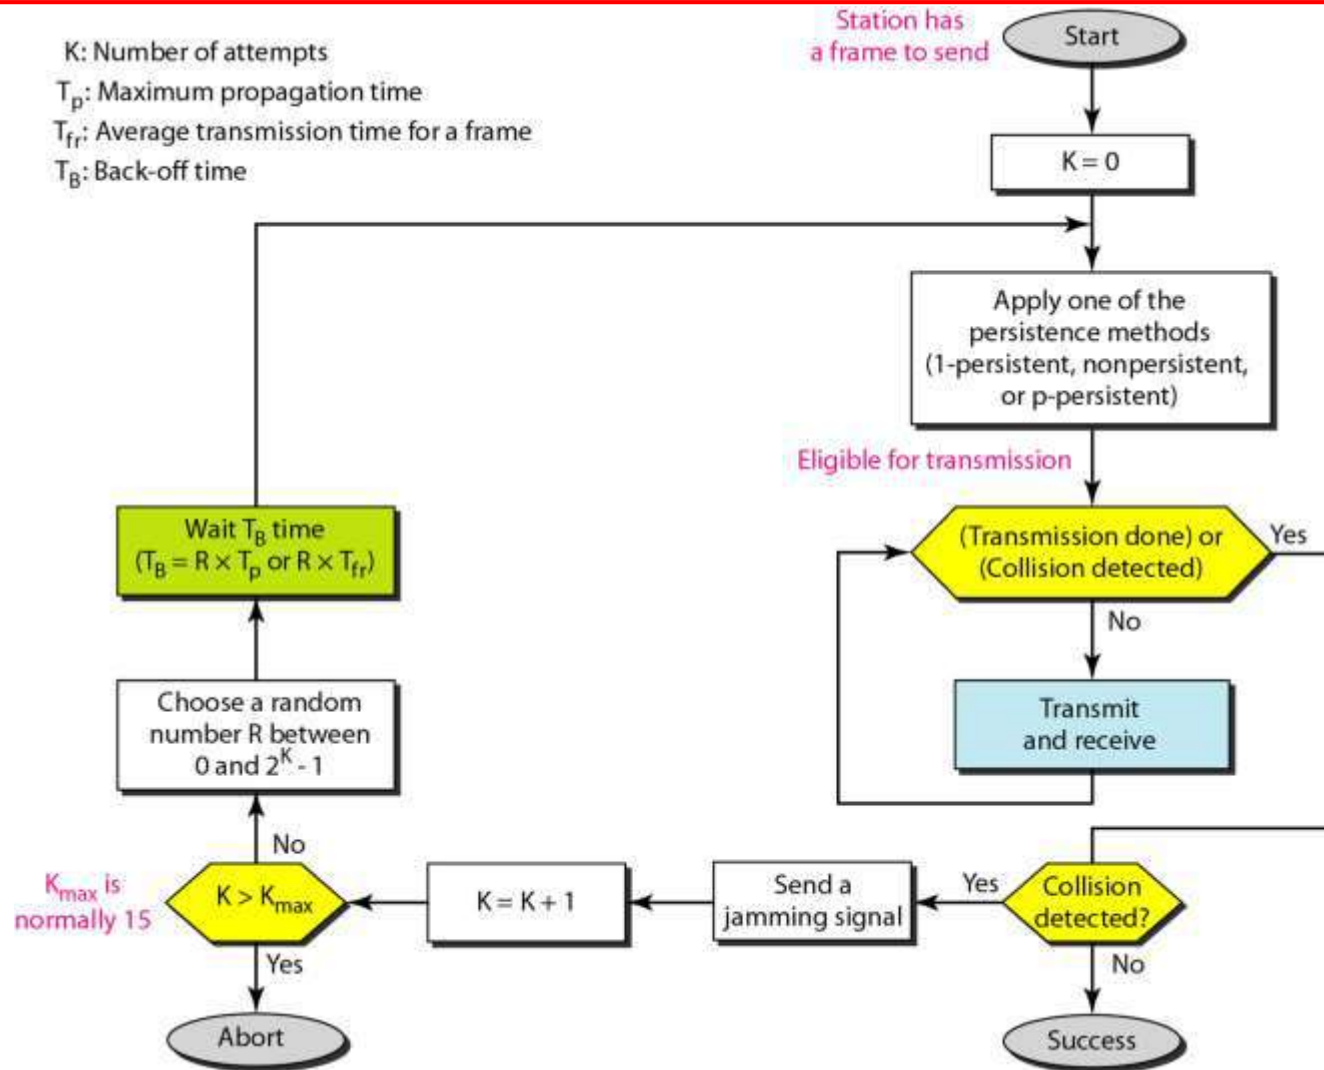 K: Number of attempts
Tp: Maximum propagation time
Tfr: Average transmission time for a frame
TB: Back-off time
Station has
a frame to send
Start
K = 0
Apply one of the
persistence methods
(1-persistent, nonpersistent,
or p-persistent)
Eligible for transmission
(Transmission done) or
(Collision detected)
Yes
No
Transmit
and receive
Collision
detected?
Yes
No
Success
Send a
jamming signal
K = K + 1
K > Kmax
Kmax is
normally 15
Yes
Abort
No
Choose a random
number R between
0 and 2^K - 1
Wait TB time
(TB = R × Tp or R × Tfr)